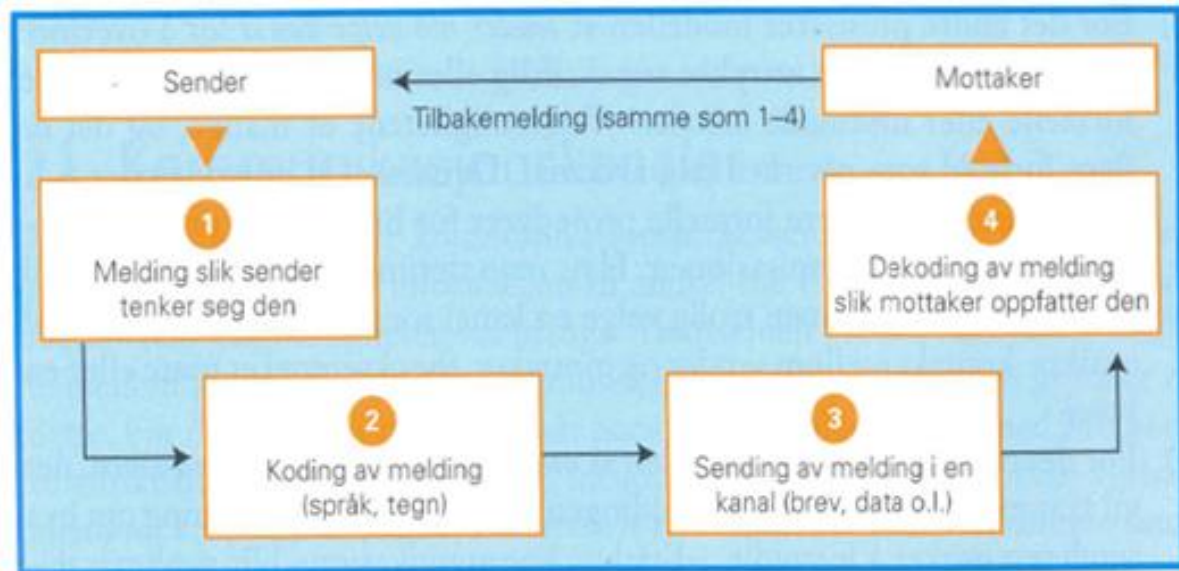 Sender
Mottaker
Tilbakemelding (samme som 1–4)
1
Melding slik sender
tenker seg den
4
Dekoding av melding
slik mottaker oppfatter den
2
Koding av melding
(språk, tegn)
3
Sending av melding i en
kanal (brev, data o.l.)